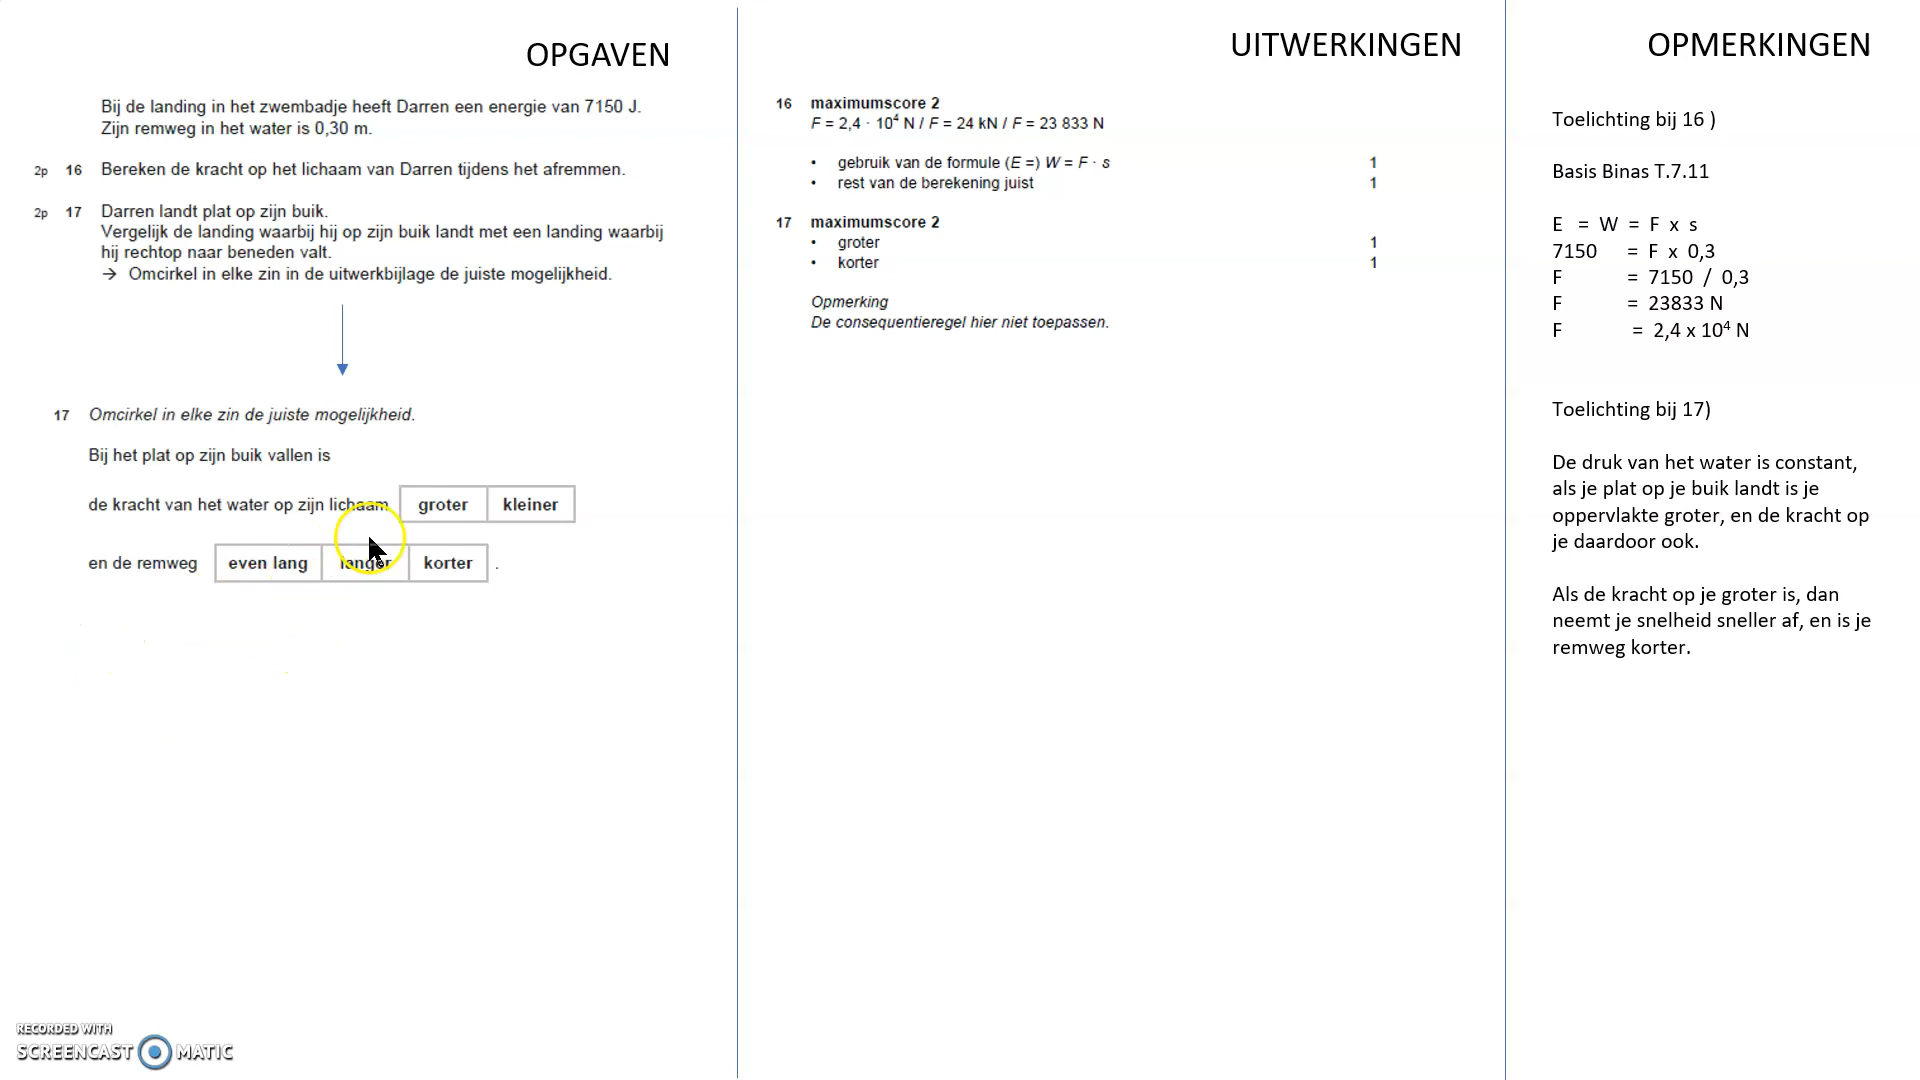 OPGAVEN
Bij de landing in het zwembadje heeft Darren een energie van 7150 J.
Zijn remweg in het water is 0,30 m.
2p 16 Bereken de kracht op het lichaam van Darren tijdens het afremmen.
2p 17 Darren landt plat op zijn buik.
Vergelijk de landing waarbij hij op zijn buik landt met een landing waarbij
hij rechtop naar beneden valt.
→ Omcirkel in elke zin in de uitwerkbijlage de juiste mogelijkheid.
17 Omcirkel in elke zin de juiste mogelijkheid.
Bij het plat op zijn buik vallen is
de kracht van het water op zijn lichaam groter kleiner
en de remweg even lang langer korter .
UITWERKINGEN
16 maximumscore 2
F = 2,4 · 10⁴ N / F = 24 kN / F = 23 833 N
• gebruik van de formule (E =) W = F · s 1
• rest van de berekening juist 1
17 maximumscore 2
• groter 1
• korter 1
Opmerking
De consequentieregel hier niet toepassen.
OPMERKINGEN
Toelichting bij 16 )
Basis Binas T.7.11
E = W = F x s
7150 = F x 0,3
F = 7150 / 0,3
F = 23833 N
F = 2,4 x 10⁴ N
Toelichting bij 17)
De druk van het water is constant,
als je plat op je buik landt is je
oppervlakte groter, en de kracht op
je daardoor ook.
Als de kracht op je groter is, dan
neemt je snelheid sneller af, en is je
remweg korter.
RECORDED WITH
SCREENCAST MATIC